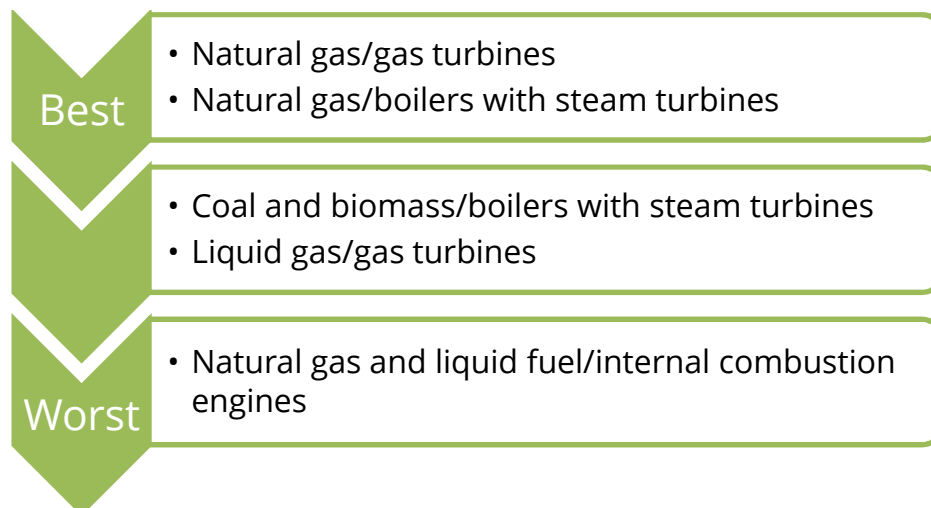 Best
• Natural gas/gas turbines
• Natural gas/boilers with steam turbines
• Coal and biomass/boilers with steam turbines
• Liquid gas/gas turbines
Worst
• Natural gas and liquid fuel/internal combustion
engines